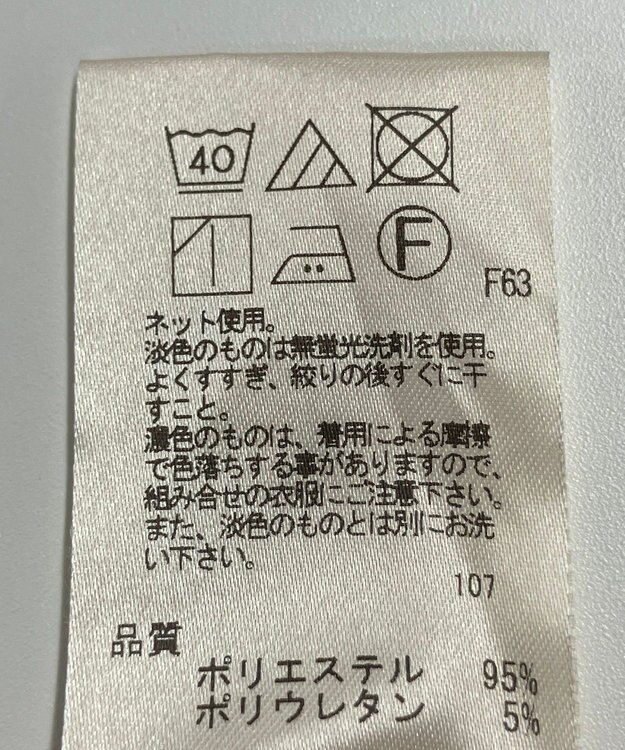 40
F
F63
ネット使用。
淡色のものは無蛍光洗剤を使用。
よくすすぎ、絞りの後すぐに干
すこと。
濃色のものは、着用による摩擦
で色落ちする事がありますので、
組み合せの衣服にご注意下さい。
また、淡色のものとは別にお洗
い下さい。
107
品質
ポリエステル 95%
ポリウレタン 5%